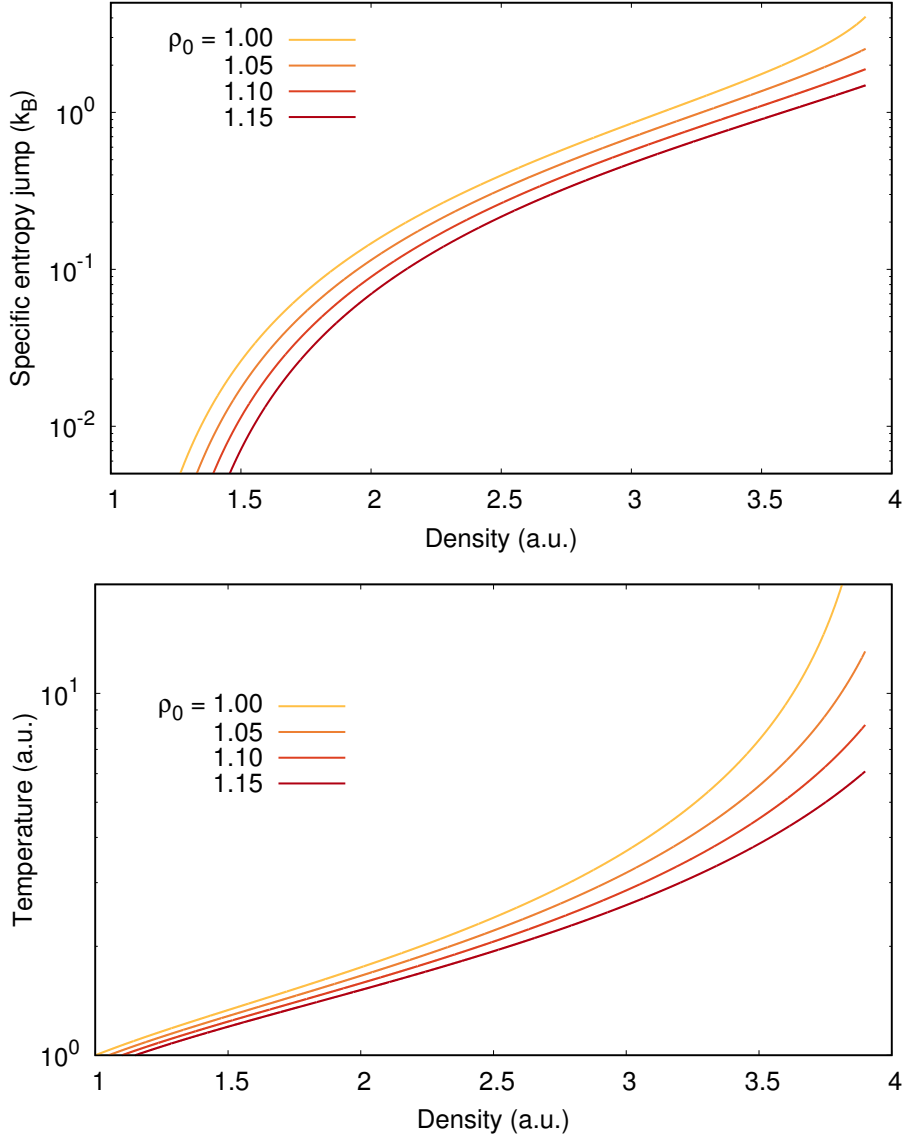 ρ0 = 1.00
1.05
1.10
1.15
Specific entropy jump (kB)
10^0
10^-1
10^-2
1 1.5 2 2.5 3 3.5 4
Density (a.u.)
ρ0 = 1.00
1.05
1.10
1.15
Temperature (a.u.)
10^1
10^0
1 1.5 2 2.5 3 3.5 4
Density (a.u.)